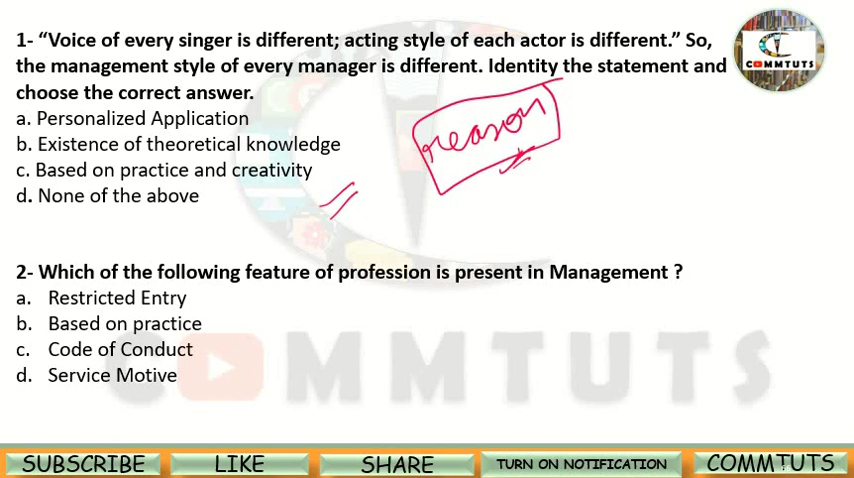 1- “Voice of every singer is different; acting style of each actor is different.” So,
the management style of every manager is different. Identity the statement and
choose the correct answer.
a. Personalized Application
b. Existence of theoretical knowledge
c. Based on practice and creativity
d. None of the above
reason
COMMTUTS
2- Which of the following feature of profession is present in Management ?
a. Restricted Entry
b. Based on practice
c. Code of Conduct
d. Service Motive
COMMTUTS
SUBSCRIBE LIKE SHARE TURN ON NOTIFICATION COMMTUTS